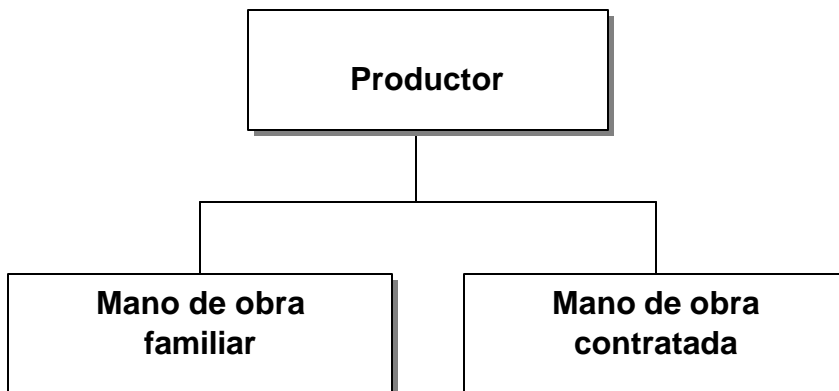 Productor
Mano de obra
familiar
Mano de obra
contratada